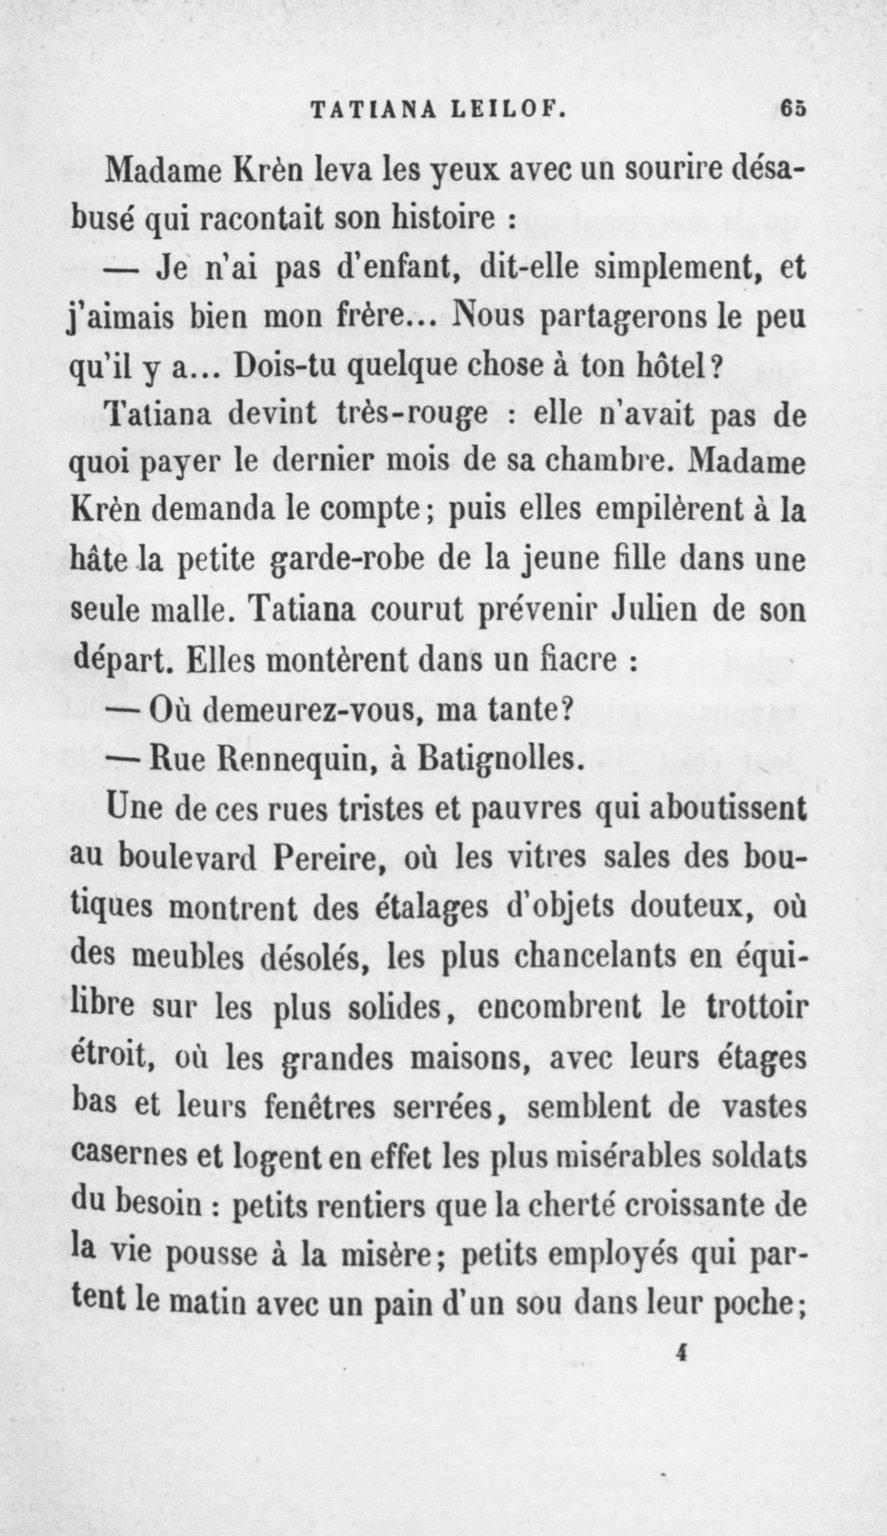 TATIANA LEILOF. 65
Madame Krèn leva les yeux avec un sourire désa-
busé qui racontait son histoire :
— Je n'ai pas d'enfant, dit-elle simplement, et
j'aimais bien mon frère... Nous partagerons le peu
qu'il y a... Dois-tu quelque chose à ton hôtel?
Tatiana devint très-rouge : elle n'avait pas de
quoi payer le dernier mois de sa chambre. Madame
Krèn demanda le compte; puis elles empilèrent à la
hâte la petite garde-robe de la jeune fille dans une
seule malle. Tatiana courut prévenir Julien de son
départ. Elles montèrent dans un fiacre :
— Où demeurez-vous, ma tante?
— Rue Rennequin, à Batignolles.
Une de ces rues tristes et pauvres qui aboutissent
au boulevard Pereire, où les vitres sales des bou-
tiques montrent des étalages d'objets douteux, où
des meubles désolés, les plus chancelants en équi-
libre sur les plus solides, encombrent le trottoir
étroit, où les grandes maisons, avec leurs étages
bas et leurs fenêtres serrées, semblent de vastes
casernes et logent en effet les plus misérables soldats
du besoin : petits rentiers que la cherté croissante de
la vie pousse à la misère; petits employés qui par-
tent le matin avec un pain d'un sou dans leur poche;
4